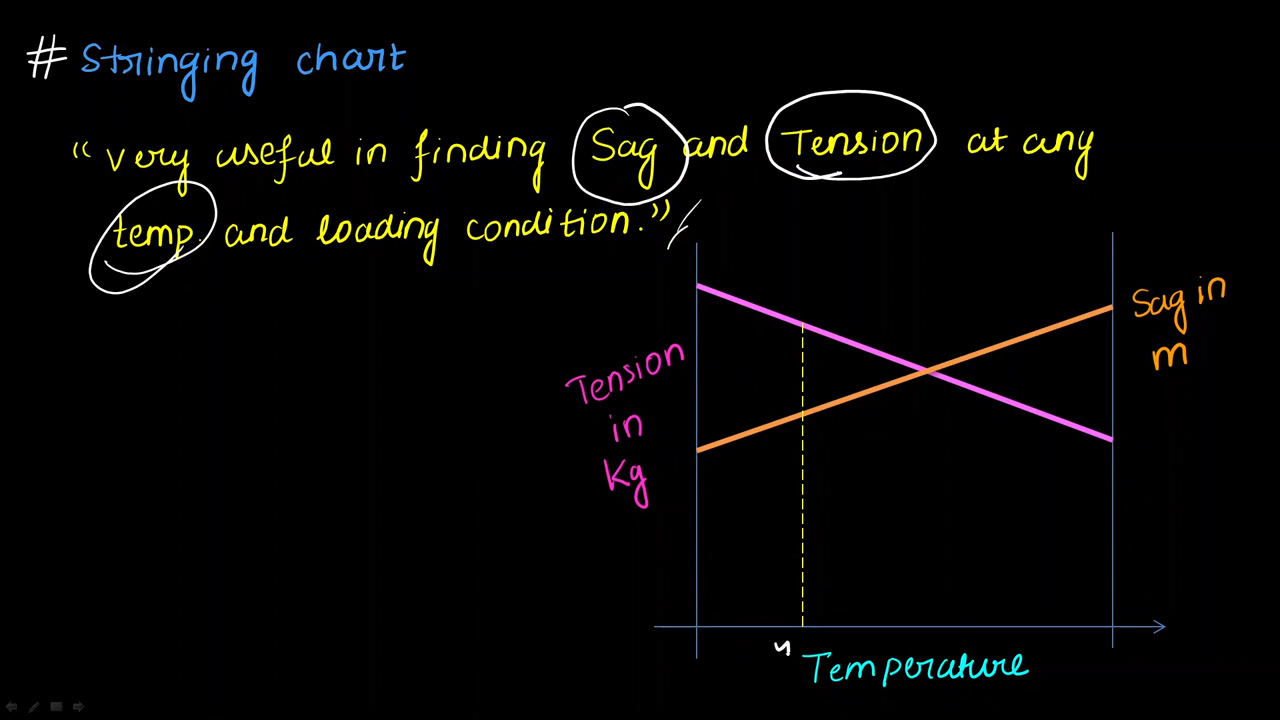 # Stringing chart
"very useful in finding Sag and Tension at any
temp. and loading condition."
Sag in
m
Tension
in
Kg
Temperature